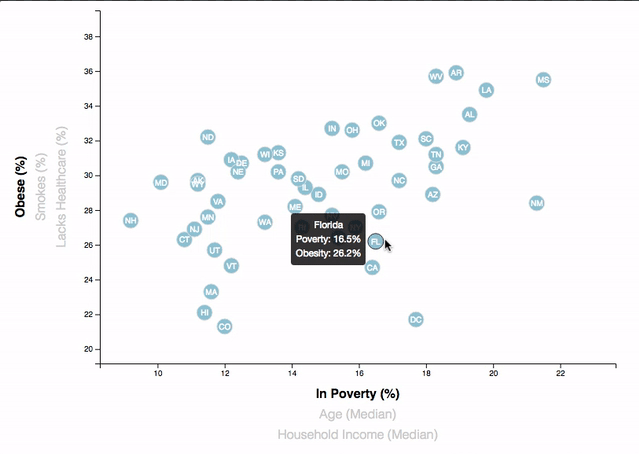 Obese (%)
Smokes (%)
Lacks Healthcare (%)
38
36
34
32
30
28
26
24
22
20
WV
AR
MS
LA
AL
OK
IN
OH
ND
TX
SC
KY
WI
KS
TN
IA
DE
MI
GA
NE
PA
MO
MD
WY
SD
IL
NC
ID
AZ
VA
ME
NM
OR
MN
NH
WA
NJ
CT
FL
UT
VT
CA
MA
HI
DC
CO
Florida
Poverty: 16.5%
Obesity: 26.2%
10
12
14
16
18
20
22
In Poverty (%)
Age (Median)
Household Income (Median)